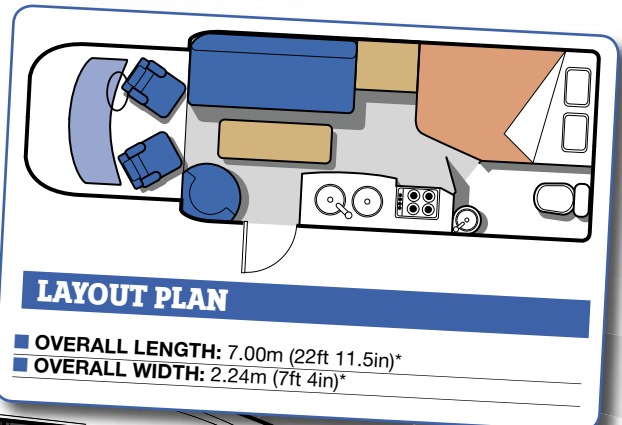 LAYOUT PLAN
■ OVERALL LENGTH: 7.00m (22ft 11.5in)*
■ OVERALL WIDTH: 2.24m (7ft 4in)*